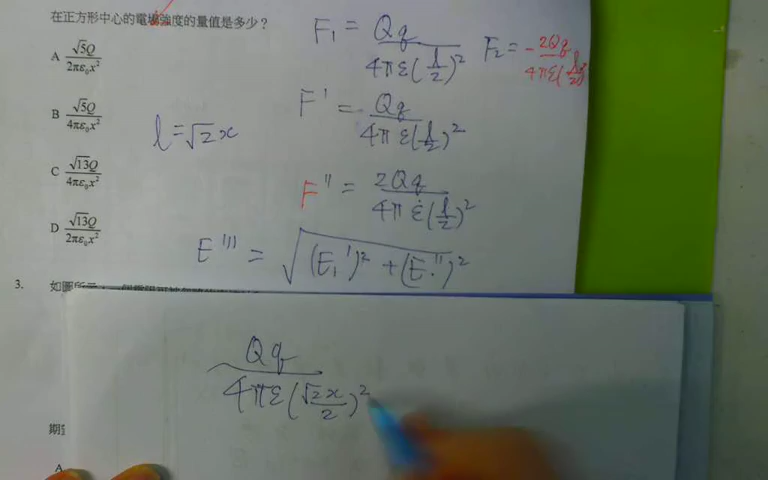 在正方形中心的電場強度的量值是多少？
A √5Q / 2πε₀x²
B √5Q / 4πε₀x²
C √13Q / 4πε₀x²
D √13Q / 2πε₀x²
l = √2x
F₁ = Qq / 4πε(l/2)²
F₂ = -2Qq / 4πε(l/2)²
F' = Qq / 4πε(l/2)²
F'' = 2Qq / 4πε(l/2)²
E''' = √((E₁')² + (E.'')²)
3. 如圖所示
Qq / 4πε(√2x/2)²
A